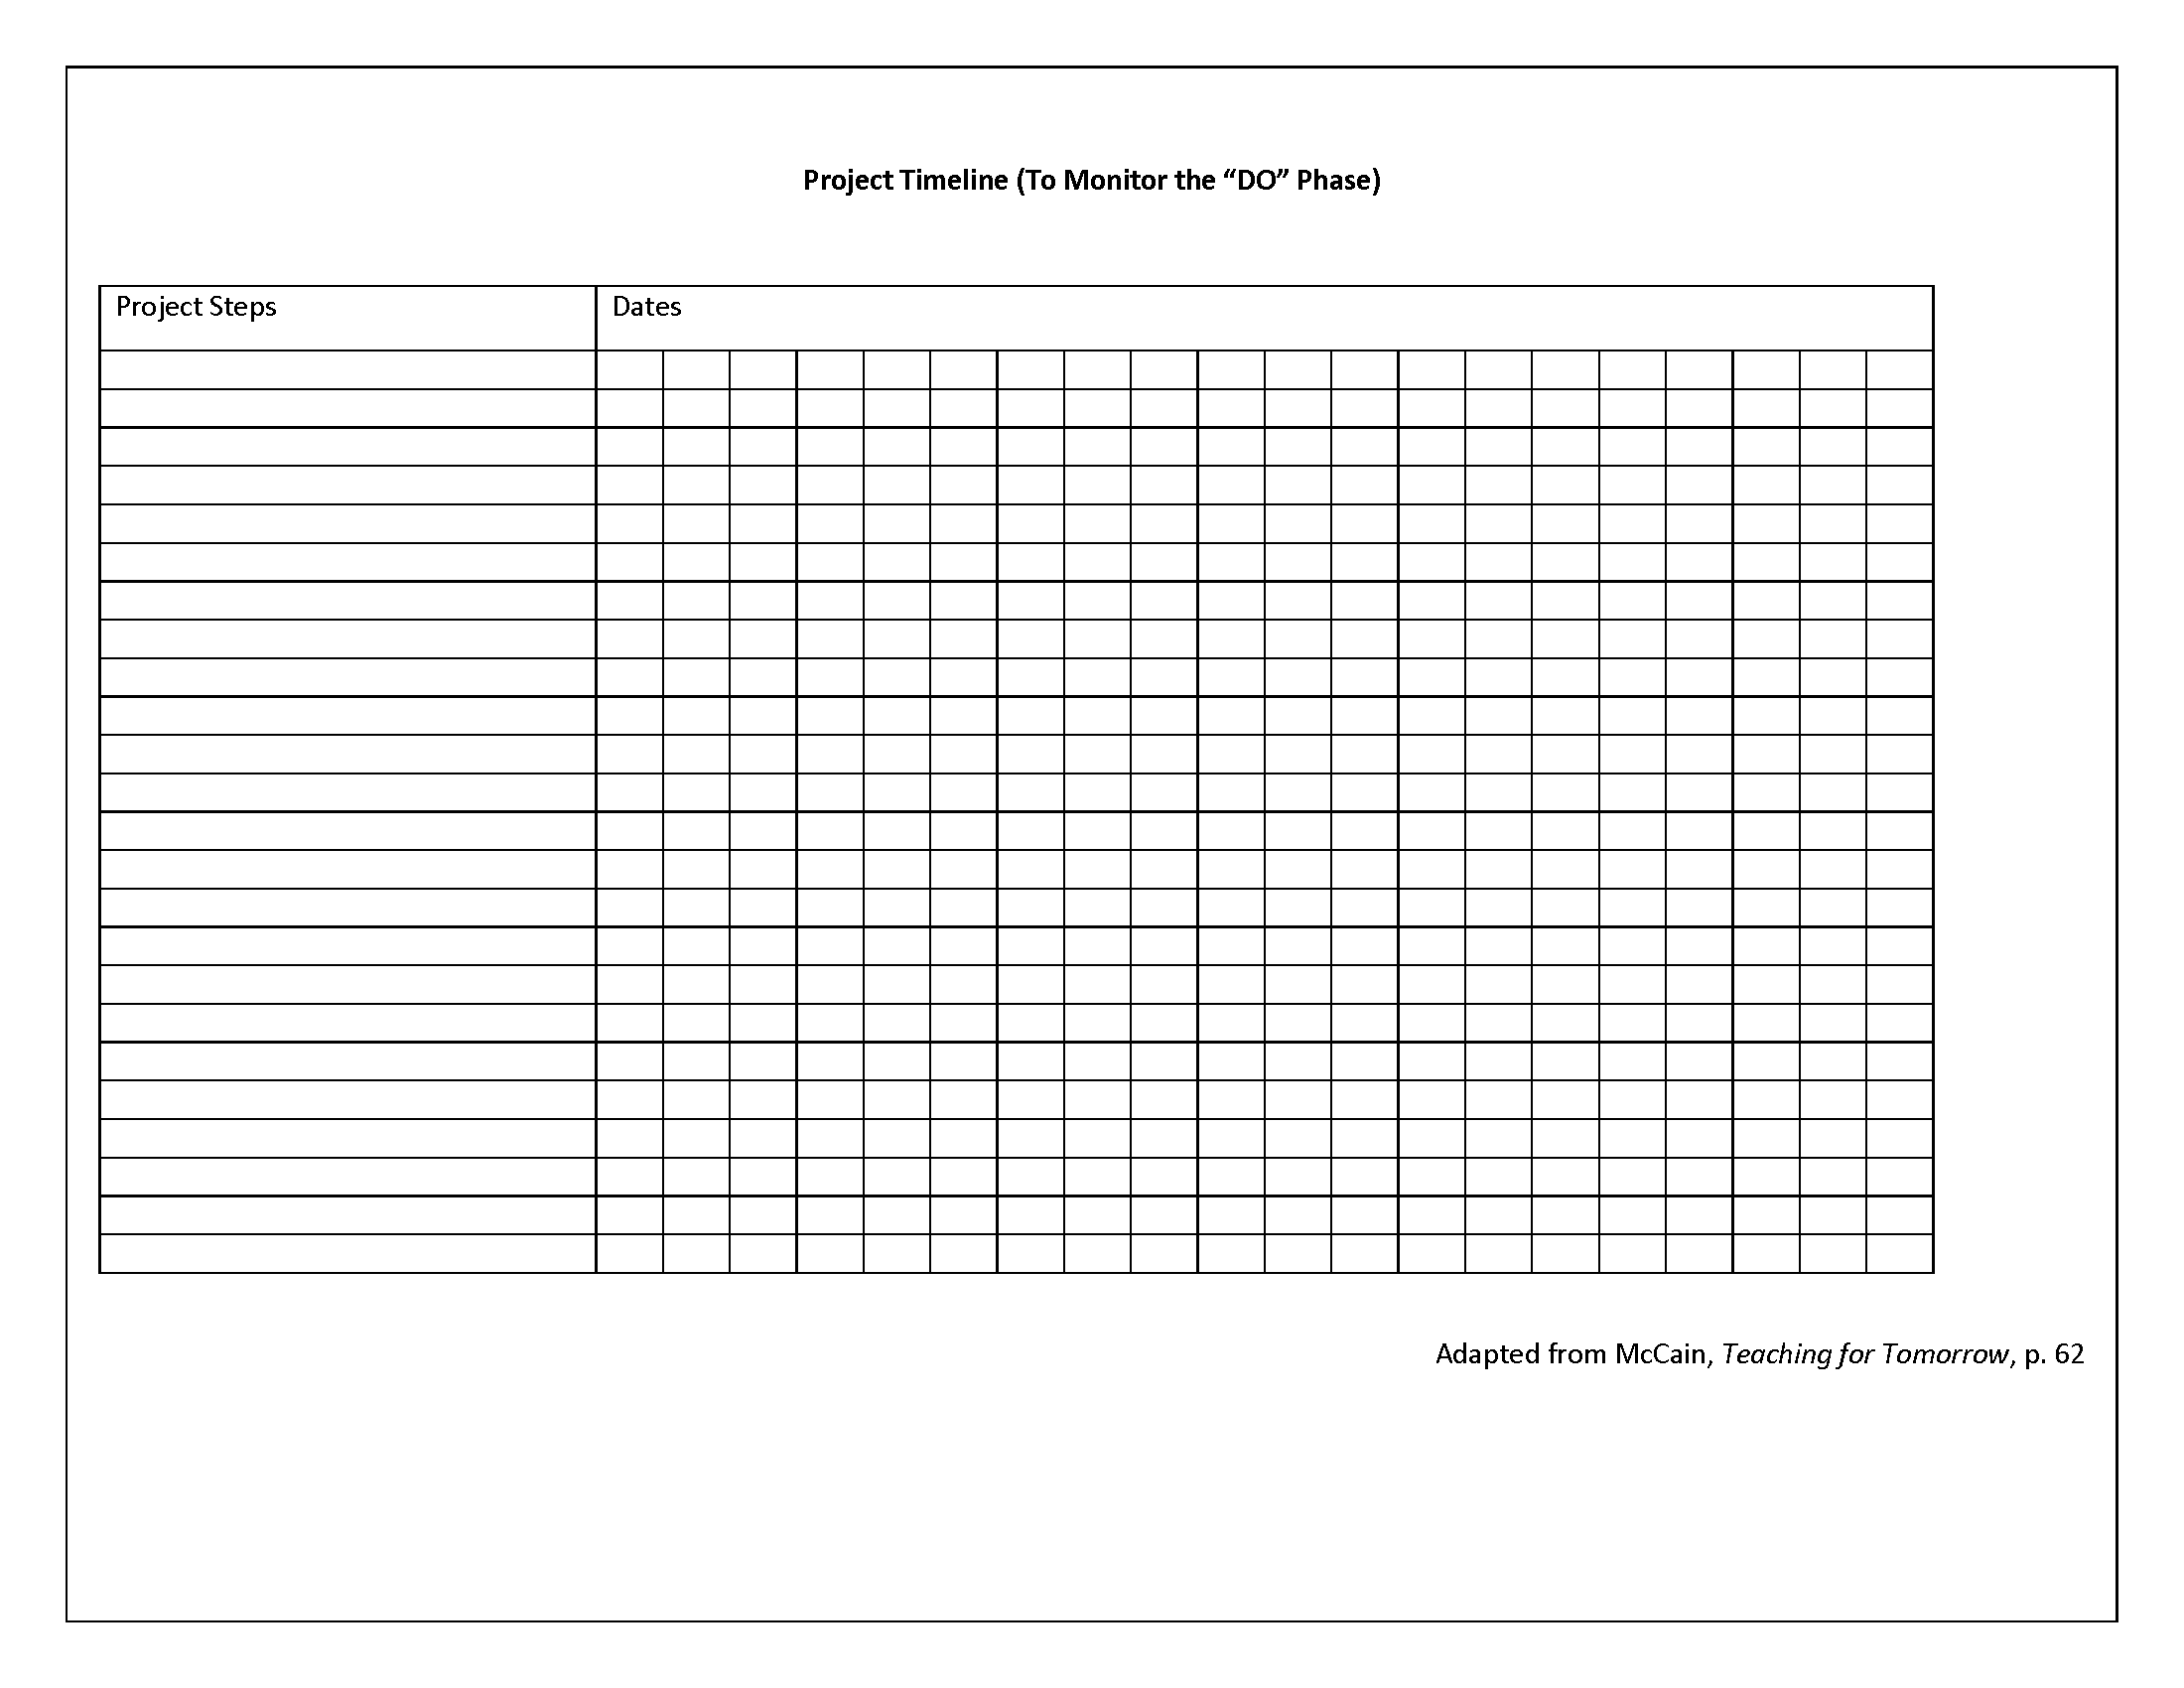 Project Timeline (To Monitor the “DO” Phase)
Project Steps
Dates
Adapted from McCain, Teaching for Tomorrow, p. 62